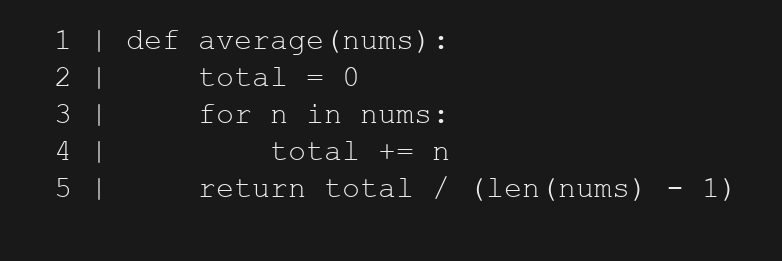 1 | def average(nums):
2 |     total = 0
3 |     for n in nums:
4 |         total += n
5 |     return total / (len(nums) - 1)